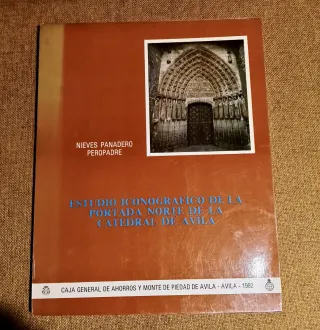 NIEVES PANADERO
PEROPADRE
ESTUDIO ICONOGRAFICO DE LA
PORTADA NORTE DE LA
CATEDRAL DE AVILA
CAJA GENERAL DE AHORROS Y MONTE DE PIEDAD DE AVILA - AVILA - 1982